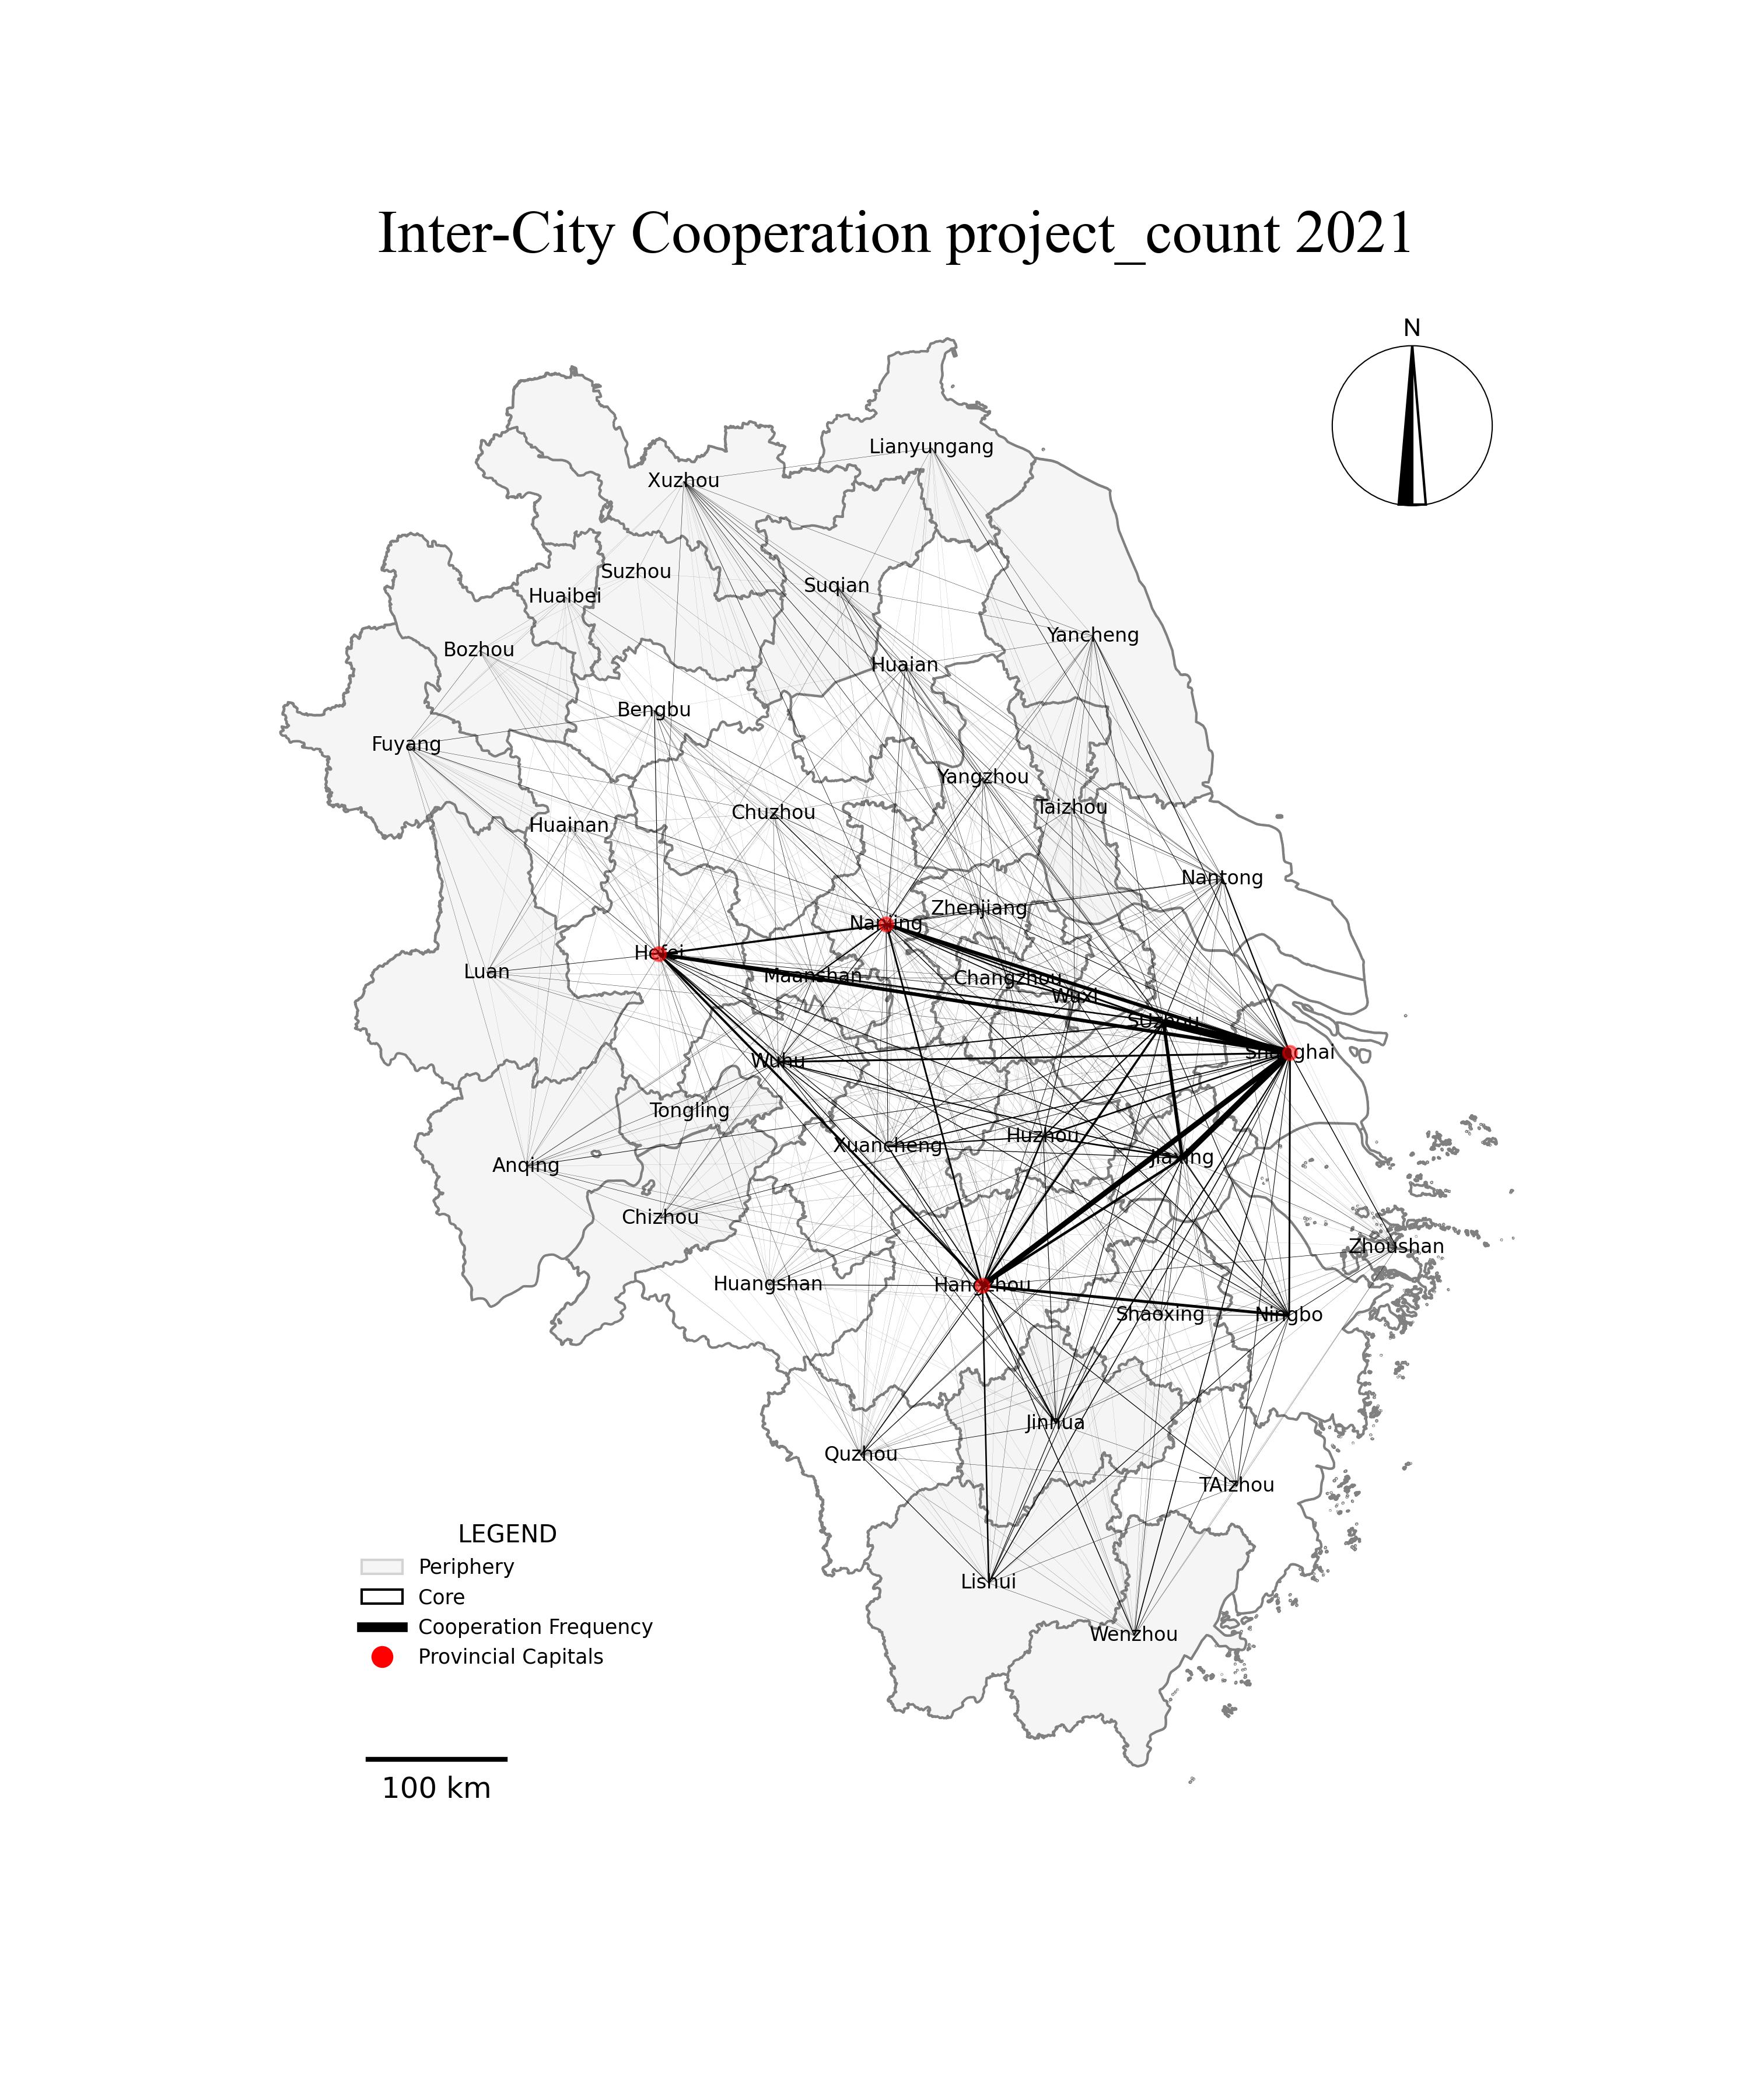 Inter-City Cooperation project_count 2021
N
Lianyungang
Xuzhou
Suzhou
Suqian
Huaibei
Yancheng
Bozhou
Huaian
Bengbu
Fuyang
Yangzhou
Taizhou
Chuzhou
Huainan
Nantong
Zhenjiang
Nanjing
Hefei
Luan
Maanshan
Changzhou
Wuxi
SUzhou
Shanghai
Wuhu
Tongling
Huzhou
Xuancheng
Jiaxing
Anqing
Chizhou
Zhoushan
Huangshan
Hangzhou
Shaoxing
Ningbo
Jinhua
Quzhou
TAIzhou
Lishui
Wenzhou
LEGEND
Periphery
Core
Cooperation Frequency
Provincial Capitals
100 km